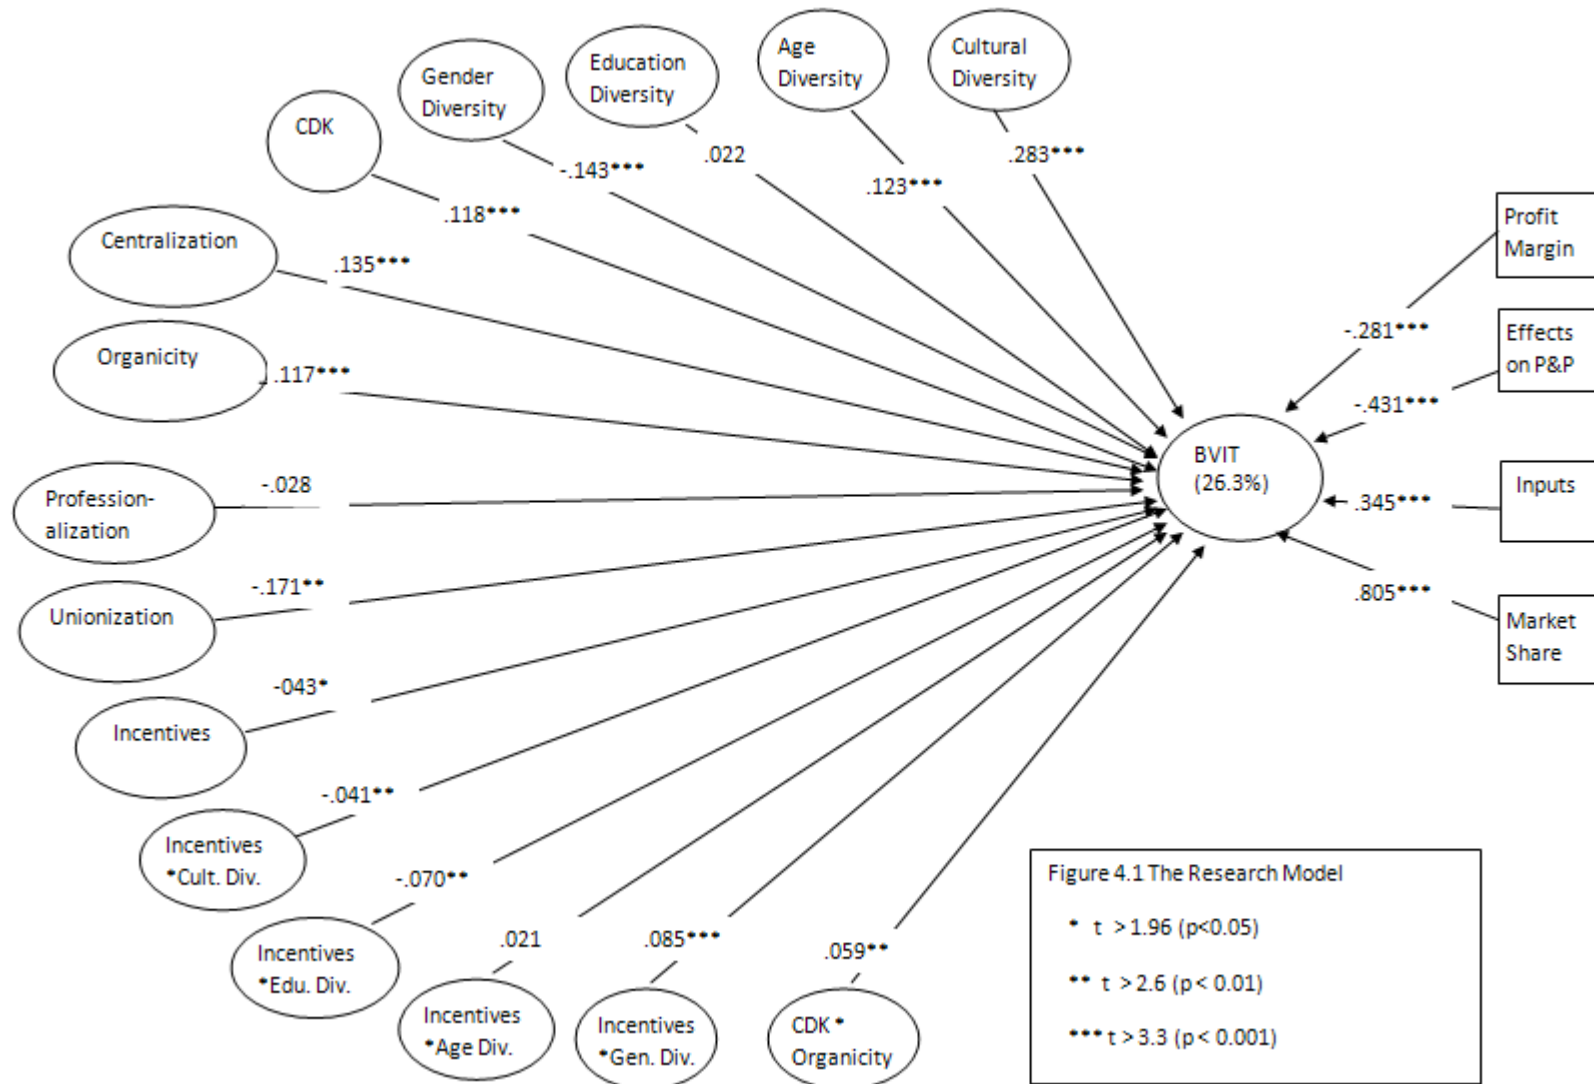 Cultural
Diversity
Age
Diversity
Education
Diversity
Gender
Diversity
CDK
.283***
.022
-.143***
.123***
.118***
Centralization
.135***
Organicity
.117***
Profession-
alization
-.028
Unionization
-.171**
Incentives
-043*
Incentives
*Cult. Div.
-.041**
Incentives
*Edu. Div.
-.070**
Incentives
*Age Div.
.021
Incentives
*Gen. Div.
.085***
CDK *
Organicity
.059**
BVIT
(26.3%)
Profit
Margin
-.281***
Effects
on P&P
-.431***
Inputs
.345***
Market
Share
.805***
Figure 4.1 The Research Model
* t > 1.96 (p<0.05)
** t > 2.6 (p < 0.01)
*** t > 3.3 (p < 0.001)